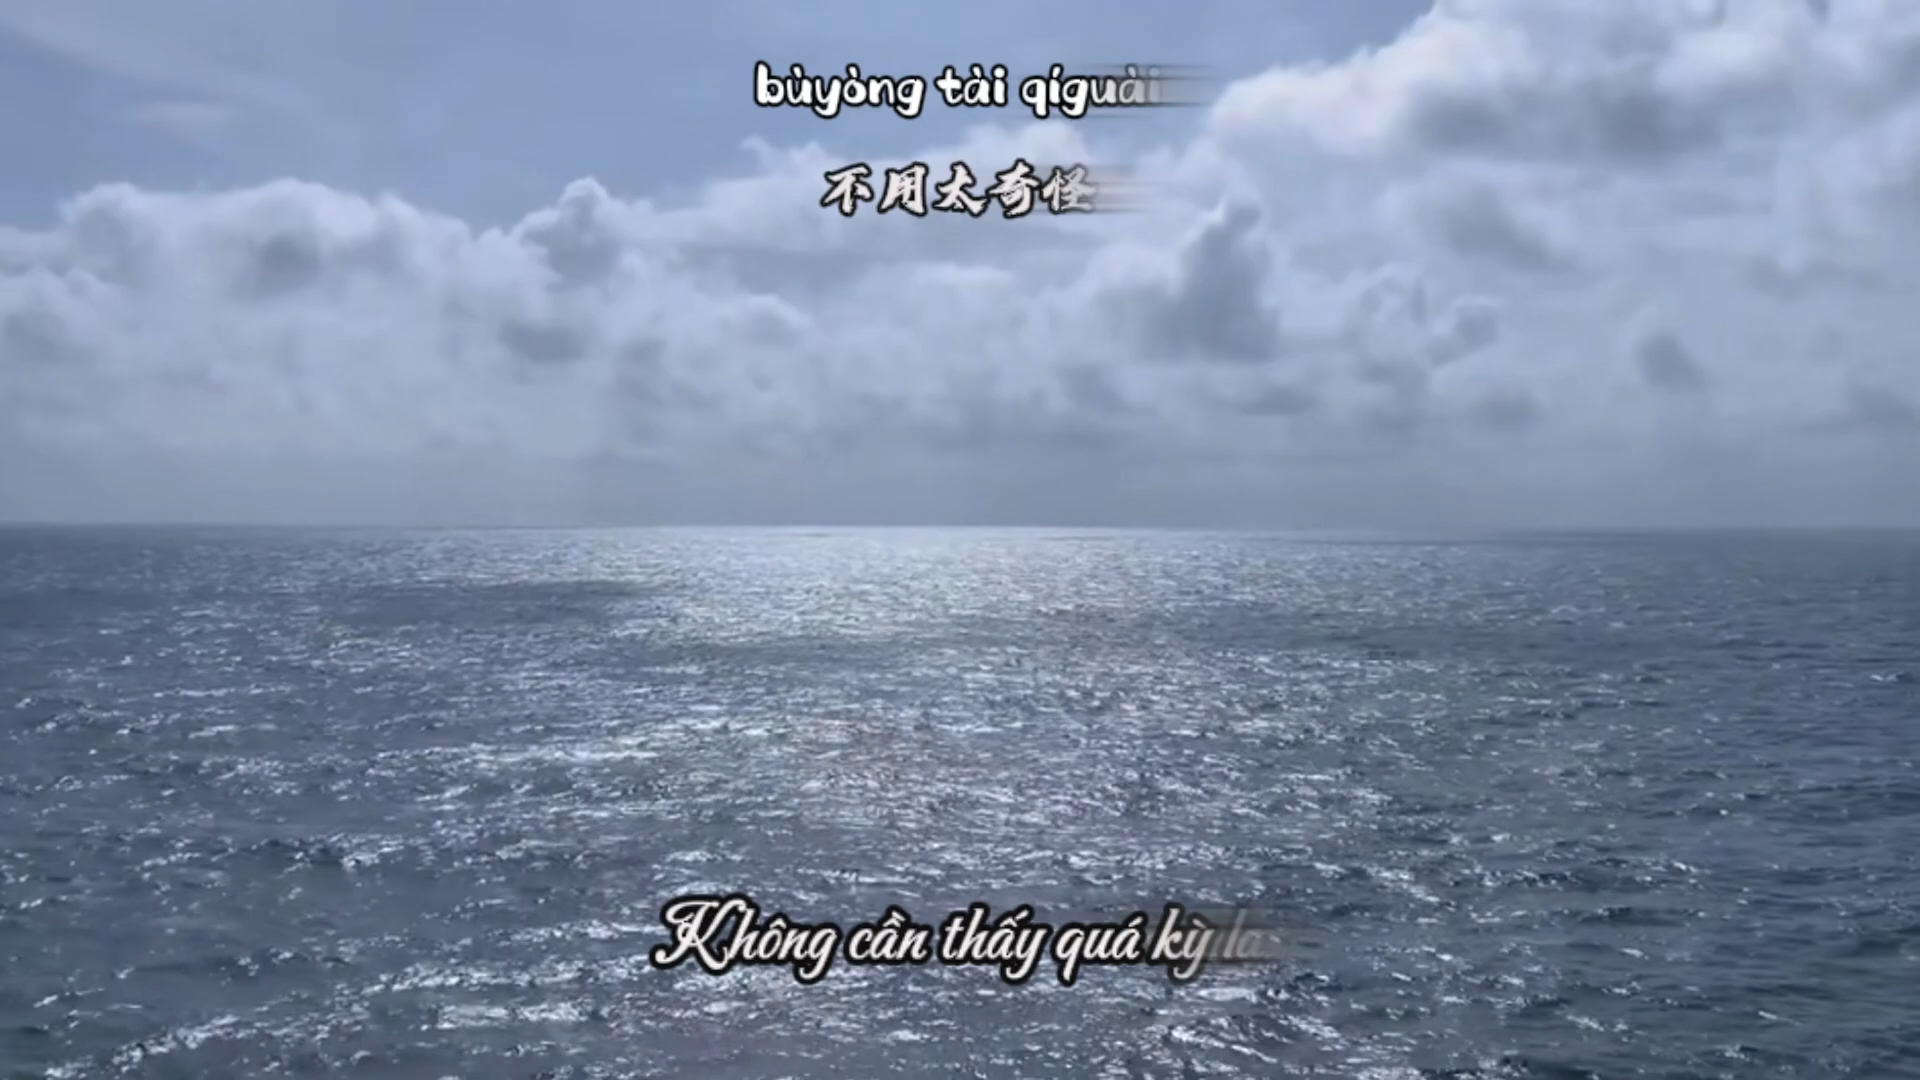 bùyòng tài qíguài
不用太奇怪
Không cần thấy quá kỳ lạ